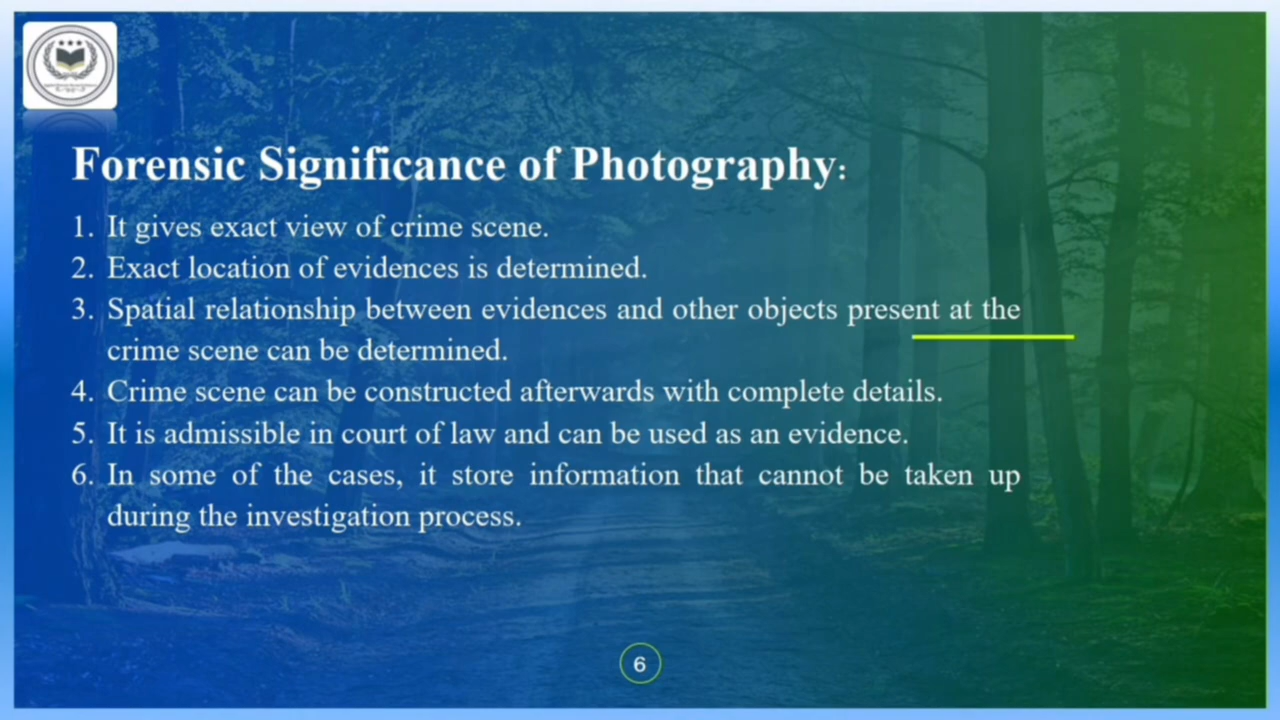 Forensic Significance of Photography:
1. It gives exact view of crime scene.
2. Exact location of evidences is determined.
3. Spatial relationship between evidences and other objects present at the
crime scene can be determined.
4. Crime scene can be constructed afterwards with complete details.
5. It is admissible in court of law and can be used as an evidence.
6. In some of the cases, it store information that cannot be taken up
during the investigation process.
6